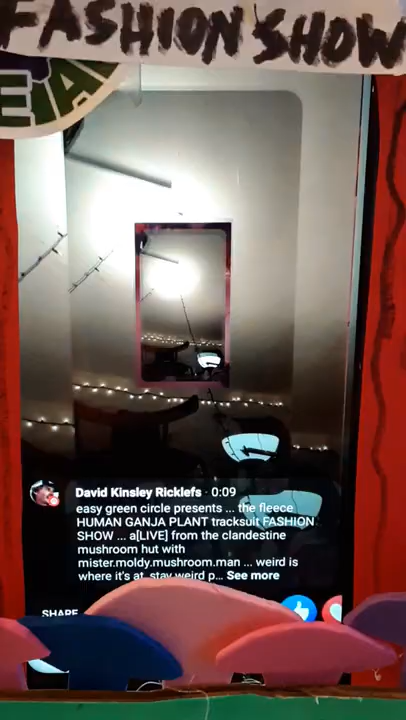 FASHION SHOW
EA
David Kinsley Ricklefs · 0:09
easy green circle presents ... the fleece
HUMAN GANJA PLANT tracksuit FASHION
SHOW ... a[LIVE] from the clandestine
mushroom hut with
mister.moldy.mushroom.man ... weird is
where it's at. stay weird p... See more
SHARE